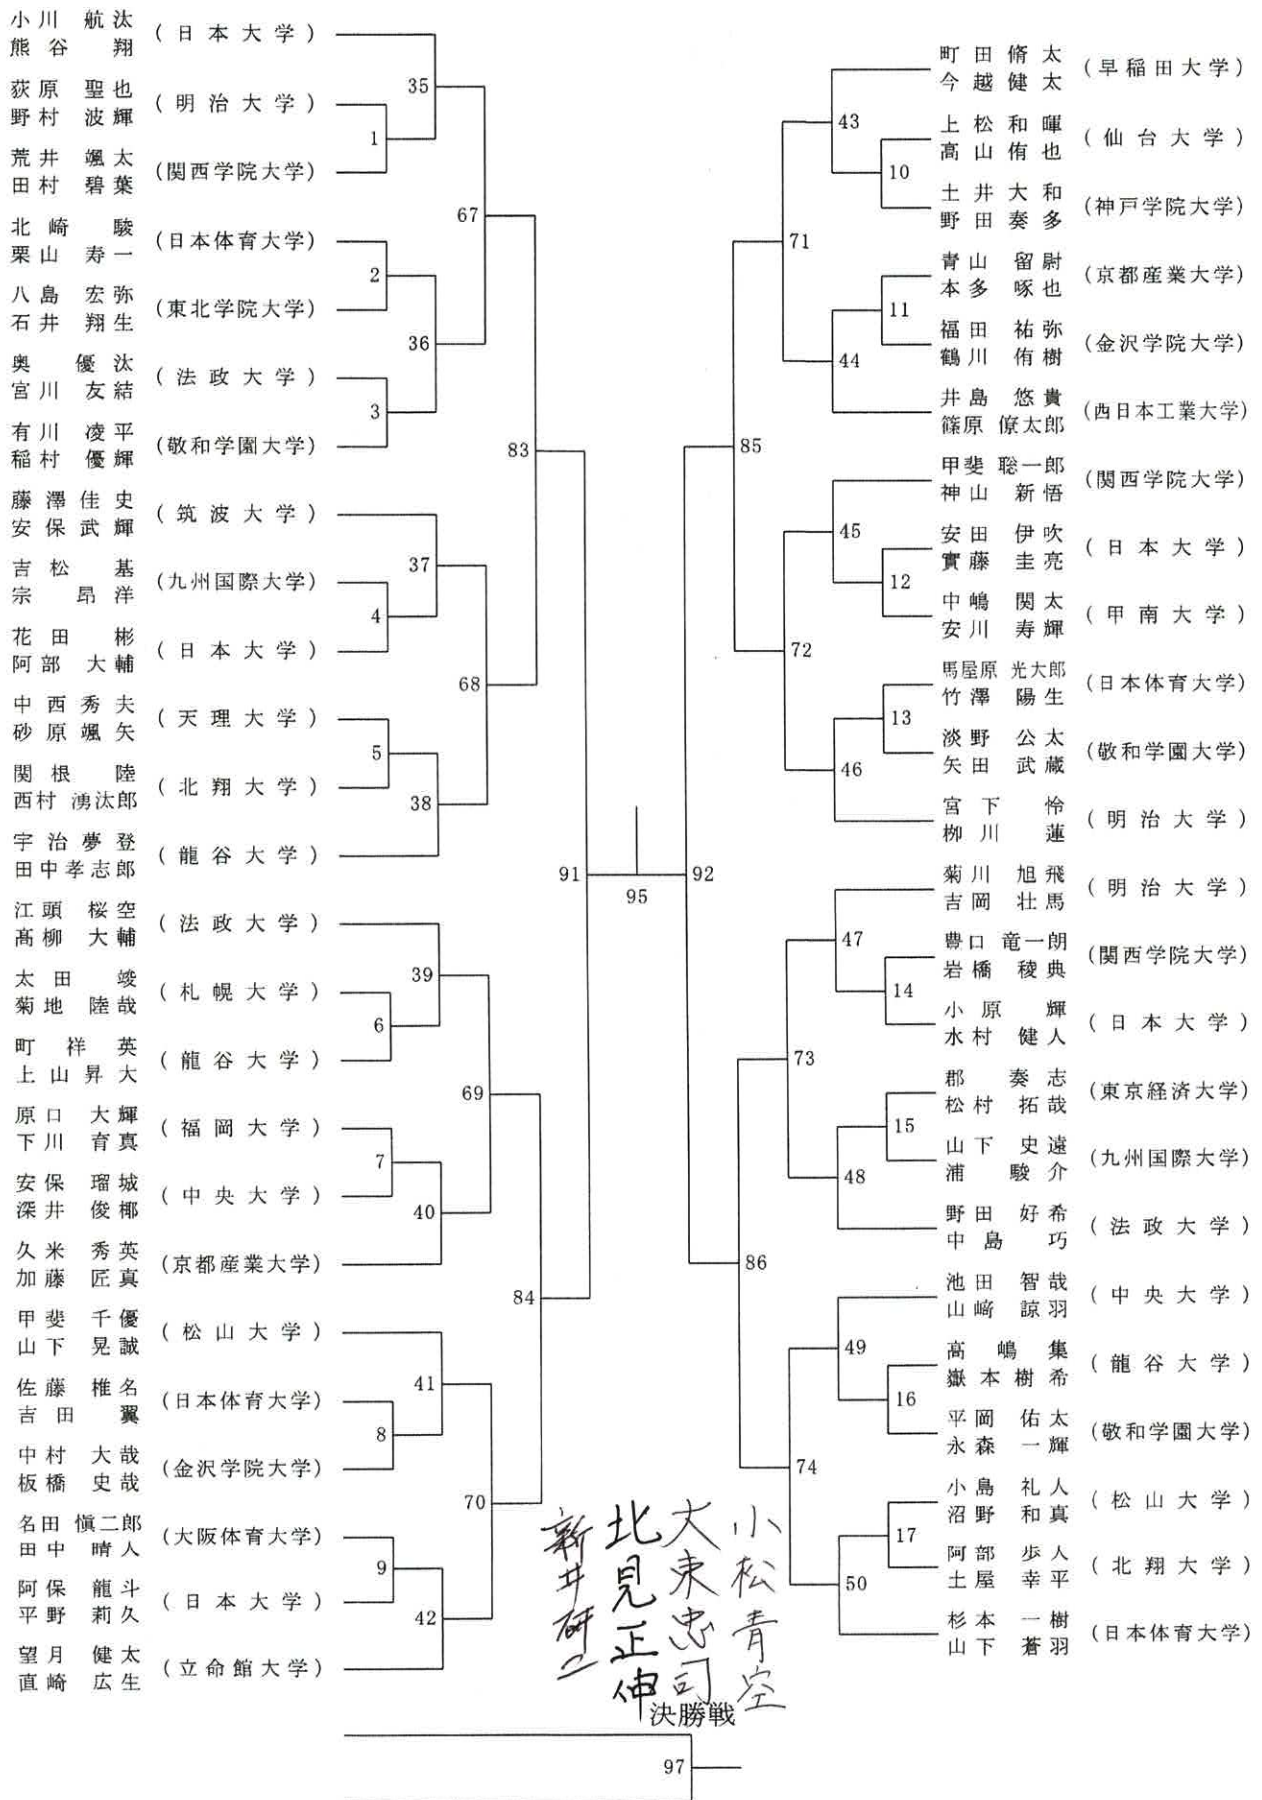 小川 航汰
熊谷 翔
(日本大学)
35
荻原 聖也
野村 波輝
(明治大学)
1
荒井 颯太
田村 碧葉
(関西学院大学)
67
北崎 駿
栗山 寿一
(日本体育大学)
2
八島 宏弥
石井 翔生
(東北学院大学)
36
奥 優汰
宮川 友結
(法政大学)
3
有川 凌平
稲村 優輝
(敬和学園大学)
83
藤澤佳史
安保武輝
(筑波大学)
37
吉松 基
宗 昂洋
(九州国際大学)
4
花田 彬
阿部 大輔
(日本大学)
68
中西秀夫
砂原颯矢
(天理大学)
5
関根 陸
西村 湧汰郎
(北翔大学)
38
宇治夢登
田中孝志郎
(龍谷大学)
91
江頭 桜空
髙柳 大輔
(法政大学)
39
太田 竣
菊地 陸哉
(札幌大学)
6
町 祥英
上山昇大
(龍谷大学)
69
原口 大輝
下川 育真
(福岡大学)
7
安保 瑠城
深井 俊椰
(中央大学)
40
久米 秀英
加藤 匠真
(京都産業大学)
84
甲斐 千優
山下 晃誠
(松山大学)
41
佐藤 椎名
吉田 翼
(日本体育大学)
8
中村 大哉
板橋 史哉
(金沢学院大学)
70
名田 愼二郎
田中 晴人
(大阪体育大学)
9
阿保 龍斗
平野 莉久
(日本大学)
42
望月 健太
直崎 広生
(立命館大学)
95
92
町田脩太
今越健太
(早稲田大学)
43
上松和暉
高山侑也
(仙台大学)
10
土井大和
野田奏多
(神戸学院大学)
71
青山 留尉
本多 啄也
(京都産業大学)
11
福田 祐弥
鶴川 侑樹
(金沢学院大学)
44
井島 悠貴
篠原 僚太郎
(西日本工業大学)
85
甲斐 聡一郎
神山 新悟
(関西学院大学)
45
安田 伊吹
實藤 圭亮
(日本大学)
12
中嶋 関太
安川 寿輝
(甲南大学)
72
馬屋原 光大郎
竹澤 陽生
(日本体育大学)
13
淡野 公太
矢田 武蔵
(敬和学園大学)
46
宮下 怜
柳川 蓮
(明治大学)
菊川 旭飛
吉岡 壮馬
(明治大学)
47
豊口 竜一朗
岩橋 稜典
(関西学院大学)
14
小原 輝
水村 健人
(日本大学)
73
郡 奏志
松村 拓哉
(東京経済大学)
15
山下 史遠
浦 駿介
(九州国際大学)
48
野田 好希
中島 巧
(法政大学)
86
池田 智哉
山﨑 諒羽
(中央大学)
49
高嶋 集
嶽本樹希
(龍谷大学)
16
平岡 佑太
永森 一輝
(敬和学園大学)
74
小島 礼人
沼野 和真
(松山大学)
17
阿部 歩人
土屋 幸平
(北翔大学)
50
杉本 一樹
山下 蒼羽
(日本体育大学)
小松青空
大東忠司
北見正伸
新井研二
決勝戦
97